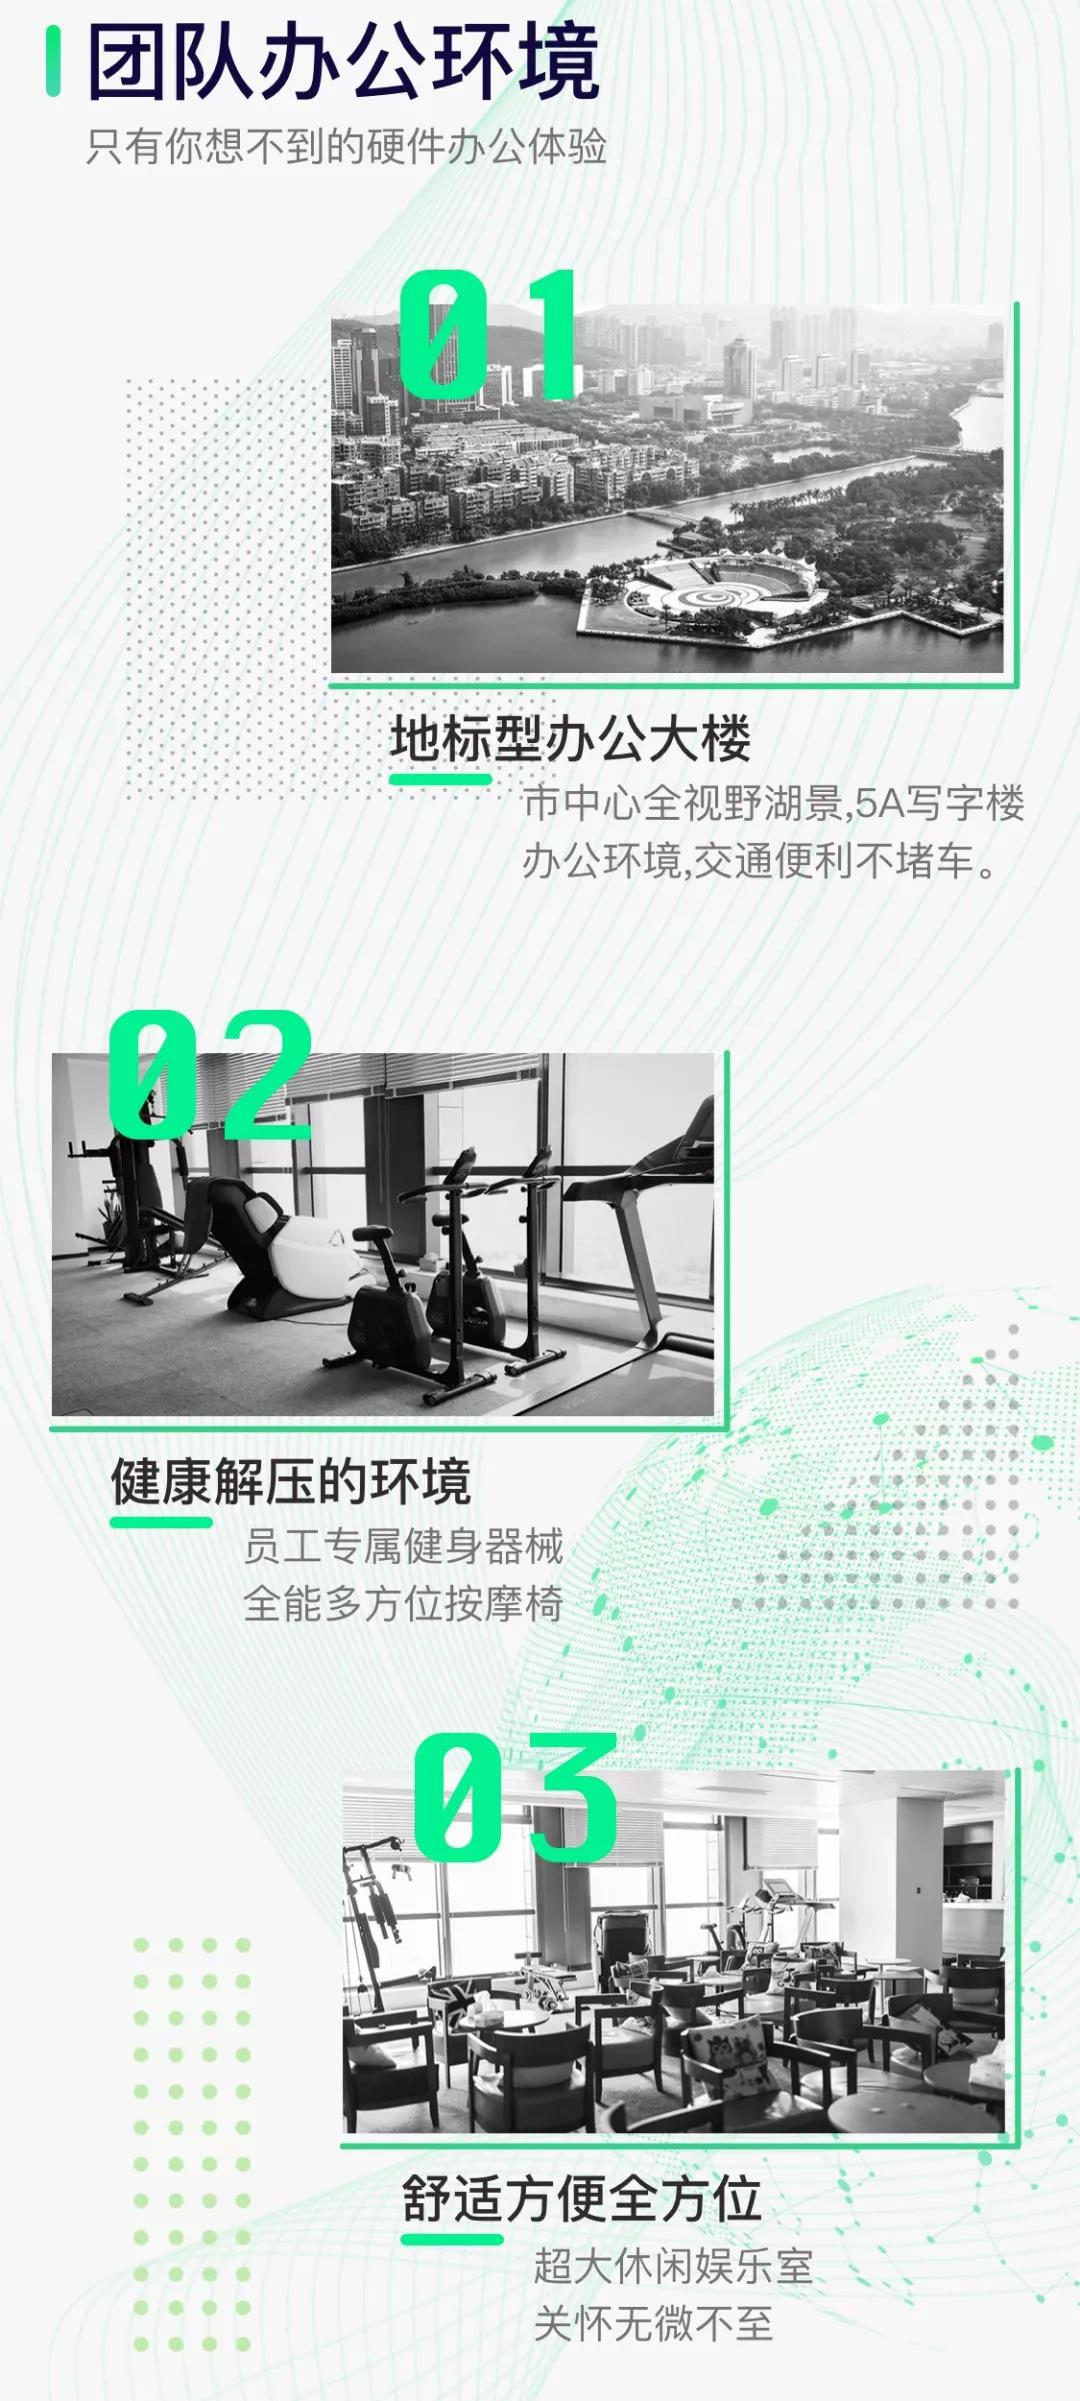 团队办公环境
只有你想不到的硬件办公体验
01
地标型办公大楼
市中心全视野湖景,5A写字楼
办公环境,交通便利不堵车。
02
健康解压的环境
员工专属健身器械
全能多方位按摩椅
03
舒适方便全方位
超大休闲娱乐室
关怀无微不至